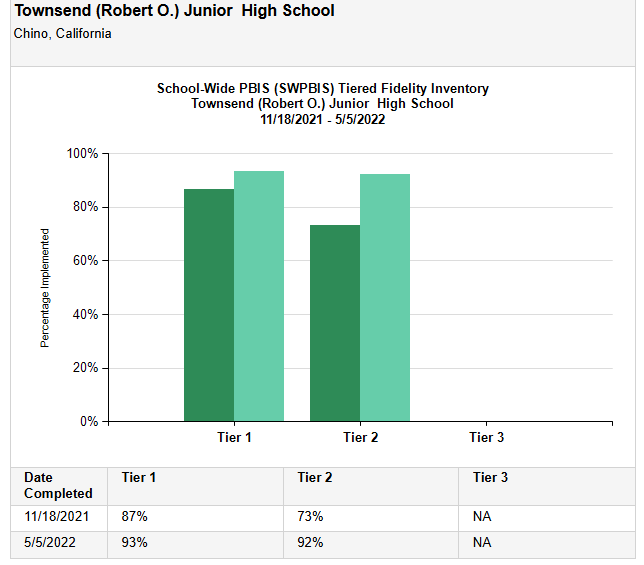 Townsend (Robert O.) Junior  High School
Chino, California
School-Wide PBIS (SWPBIS) Tiered Fidelity Inventory
Townsend (Robert O.) Junior  High School
11/18/2021 - 5/5/2022
Percentage Implemented
100%
80%
60%
40%
20%
0%
Tier 1 Tier 2 Tier 3
Date Completed Tier 1 Tier 2 Tier 3
11/18/2021 87% 73% NA
5/5/2022 93% 92% NA